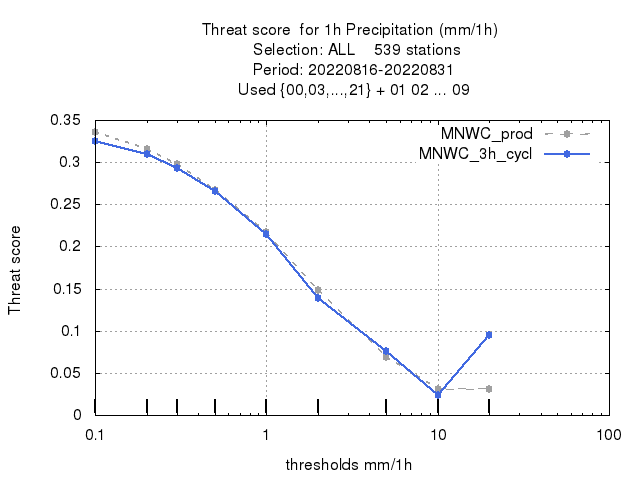 Threat score  for 1h Precipitation (mm/1h)
Selection: ALL    539 stations
Period: 20220816-20220831
Used {00,03,...,21} + 01 02 ... 09
MNWC_prod
MNWC_3h_cycl
Threat score
0.35
0.3
0.25
0.2
0.15
0.1
0.05
0
0.1 1 10 100
thresholds mm/1h